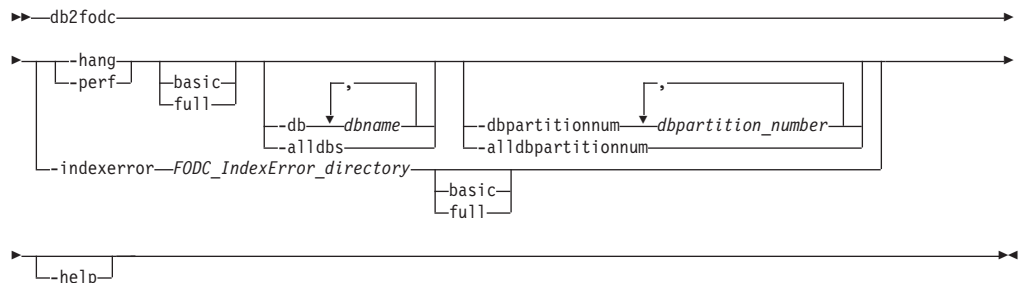 db2fodc
-hang
-perf
basic
full
,
-db dbname
-alldbs
,
-dbpartitionnum dbpartition_number
-alldbpartitionnum
-indexerror FODC_IndexError_directory
basic
full
-help